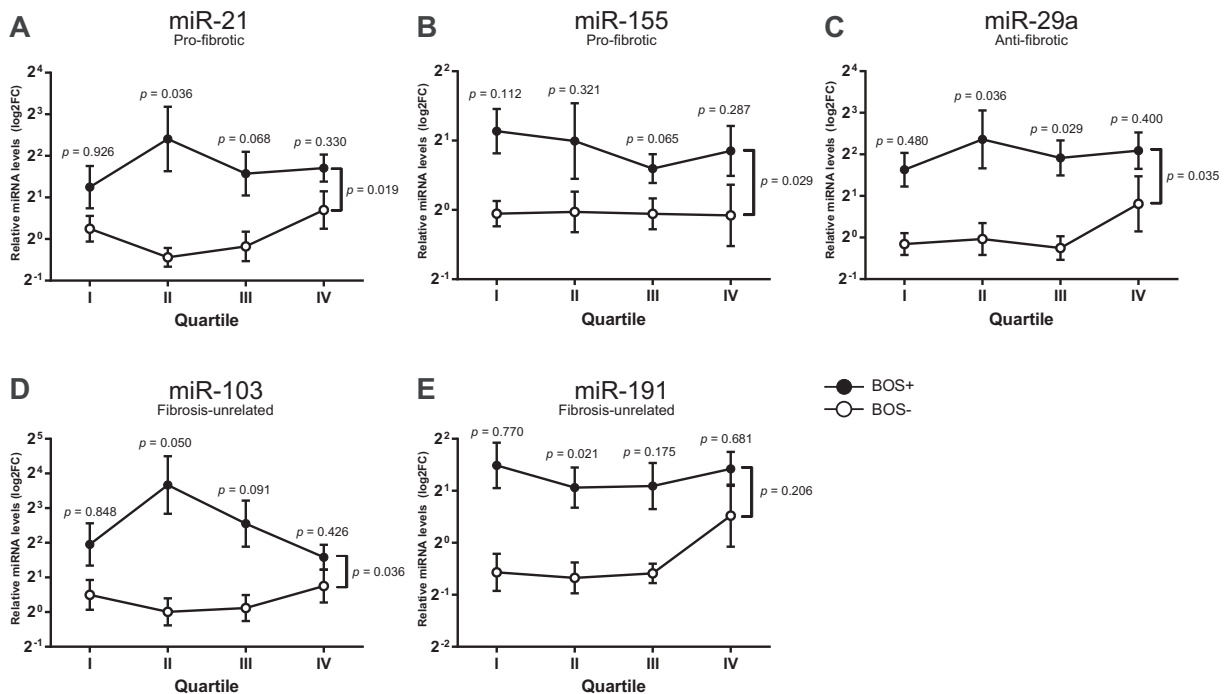 A
miR-21
Pro-fibrotic
Relative miRNA levels (log2FC)
2⁴
2³
2²
2¹
2⁰
2⁻¹
p = 0.926
p = 0.036
p = 0.068
p = 0.330
p = 0.019
I II III IV
Quartile
B
miR-155
Pro-fibrotic
Relative miRNA levels (log2FC)
2²
2¹
2⁰
2⁻¹
p = 0.112
p = 0.321
p = 0.065
p = 0.287
p = 0.029
I II III IV
Quartile
C
miR-29a
Anti-fibrotic
Relative miRNA levels (log2FC)
2⁴
2³
2²
2¹
2⁰
2⁻¹
p = 0.480
p = 0.036
p = 0.029
p = 0.400
p = 0.035
I II III IV
Quartile
D
miR-103
Fibrosis-unrelated
Relative miRNA levels (log2FC)
2⁵
2⁴
2³
2²
2¹
2⁰
2⁻¹
p = 0.848
p = 0.050
p = 0.091
p = 0.426
p = 0.036
I II III IV
Quartile
E
miR-191
Fibrosis-unrelated
Relative miRNA levels (log2FC)
2²
2¹
2⁰
2⁻¹
2⁻²
p = 0.770
p = 0.021
p = 0.175
p = 0.681
p = 0.206
I II III IV
Quartile
BOS+
BOS-